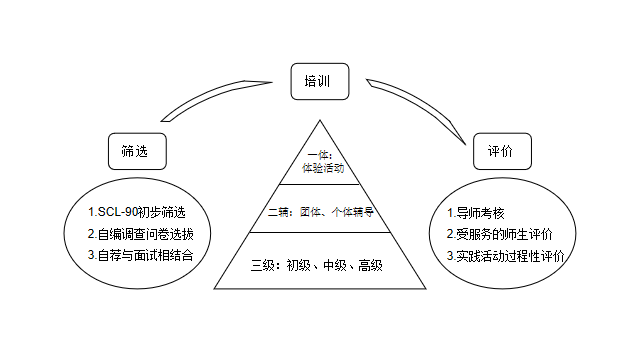 培训
筛选
评价
一体：
体验活动
二辅：团体、个体辅导
三级：初级、中级、高级
1.SCL-90初步筛选
2.自编调查问卷选拔
3.自荐与面试相结合
1.导师考核
2.受服务的师生评价
3.实践活动过程性评价